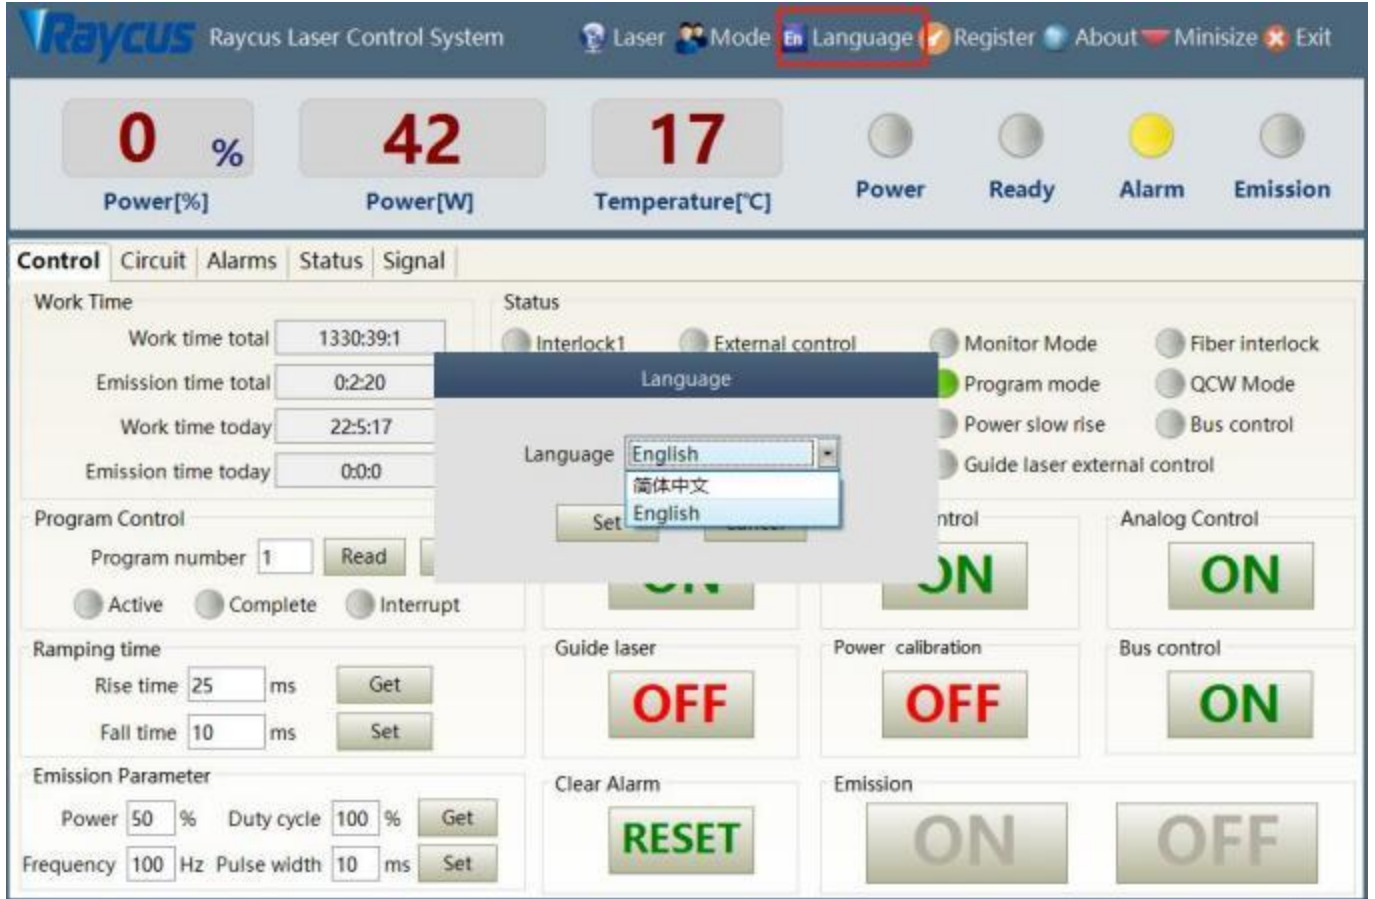 Raycus Raycus Laser Control System Laser Mode En Language Register About Minisize Exit
0 % 42 17
Power[%] Power[W] Temperature[℃] Power Ready Alarm Emission
Control Circuit Alarms Status Signal
Work Time
Work time total 1330:39:1
Emission time total 0:2:20
Work time today 22:5:17
Emission time today 0:0:0
Status
Interlock1 External control Monitor Mode Fiber interlock
Program mode QCW Mode
Power slow rise Bus control
Guide laser external control
Language
Language English
简体中文
English
Set
Program Control
Program number 1 Read
Active Complete Interrupt
ON
ON
Analog Control
ON
Ramping time
Rise time 25 ms Get
Fall time 10 ms Set
Guide laser
OFF
Power calibration
OFF
Bus control
ON
Emission Parameter
Power 50 % Duty cycle 100 % Get
Frequency 100 Hz Pulse width 10 ms Set
Clear Alarm
RESET
Emission
ON OFF